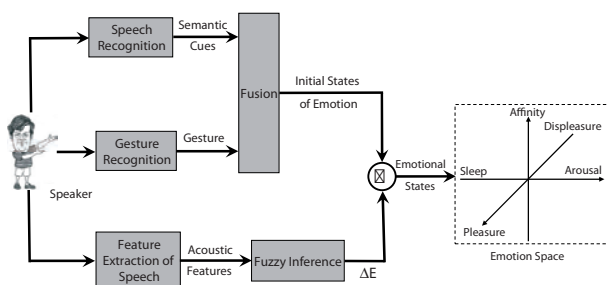 Speech
Recognition
Semantic
Cues
Fusion
Initial States
of Emotion
Gesture
Recognition
Gesture
Speaker
Feature
Extraction of
Speech
Acoustic
Features
Fuzzy Inference
ΔE
Emotional
States
Affinity
Displeasure
Sleep
Arousal
Pleasure
Emotion Space